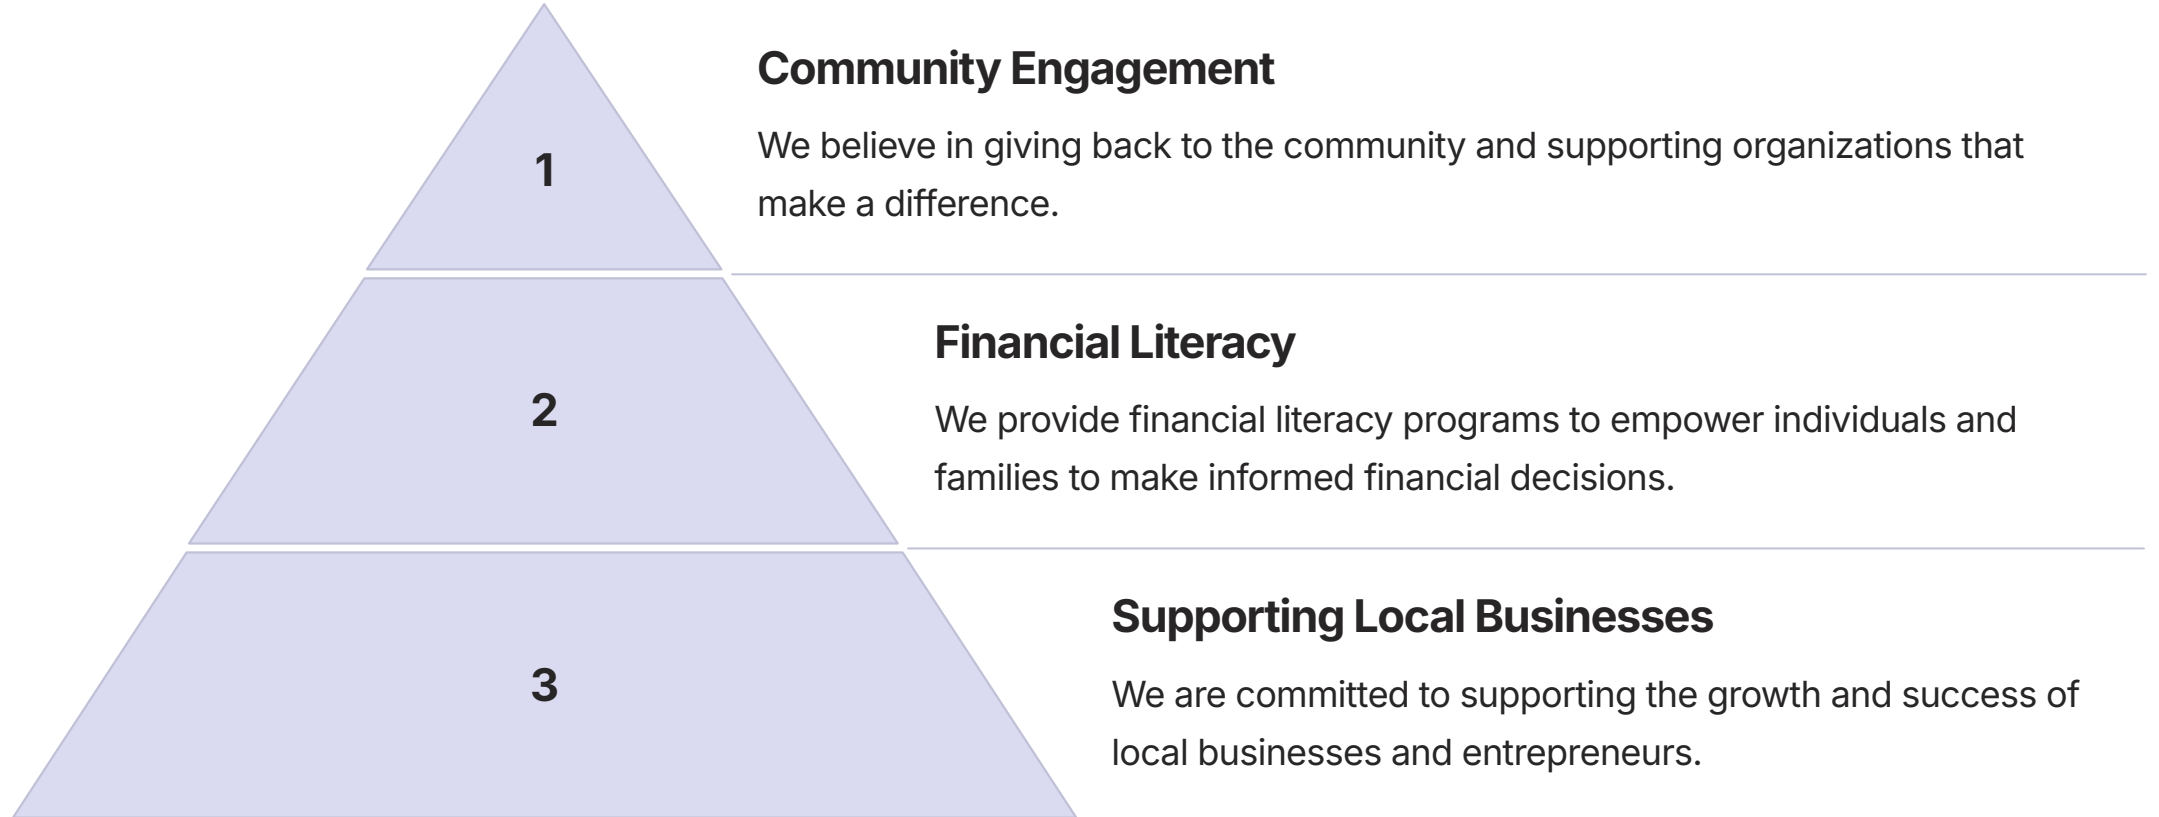 1
Community Engagement
We believe in giving back to the community and supporting organizations that
make a difference.
2
Financial Literacy
We provide financial literacy programs to empower individuals and
families to make informed financial decisions.
3
Supporting Local Businesses
We are committed to supporting the growth and success of
local businesses and entrepreneurs.